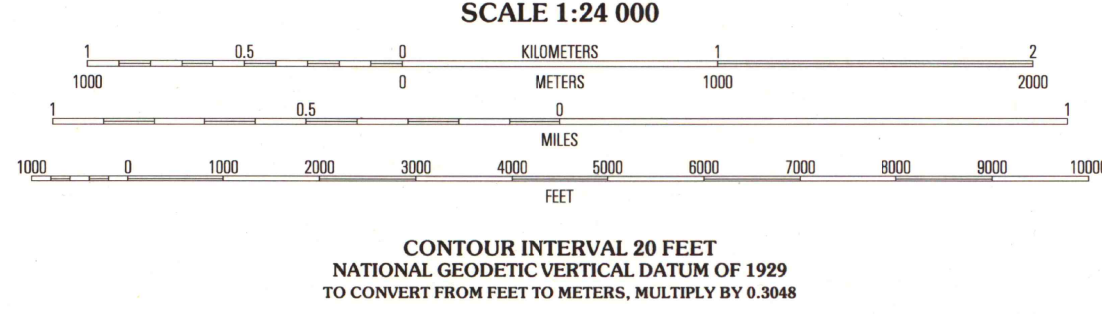 SCALE 1:24 000
1 0.5 0 KILOMETERS 1 2
1000 0 METERS 1000 2000
1 0.5 0 1
MILES
1000 0 1000 2000 3000 4000 5000 6000 7000 8000 9000 10000
FEET
CONTOUR INTERVAL 20 FEET
NATIONAL GEODETIC VERTICAL DATUM OF 1929
TO CONVERT FROM FEET TO METERS, MULTIPLY BY 0.3048